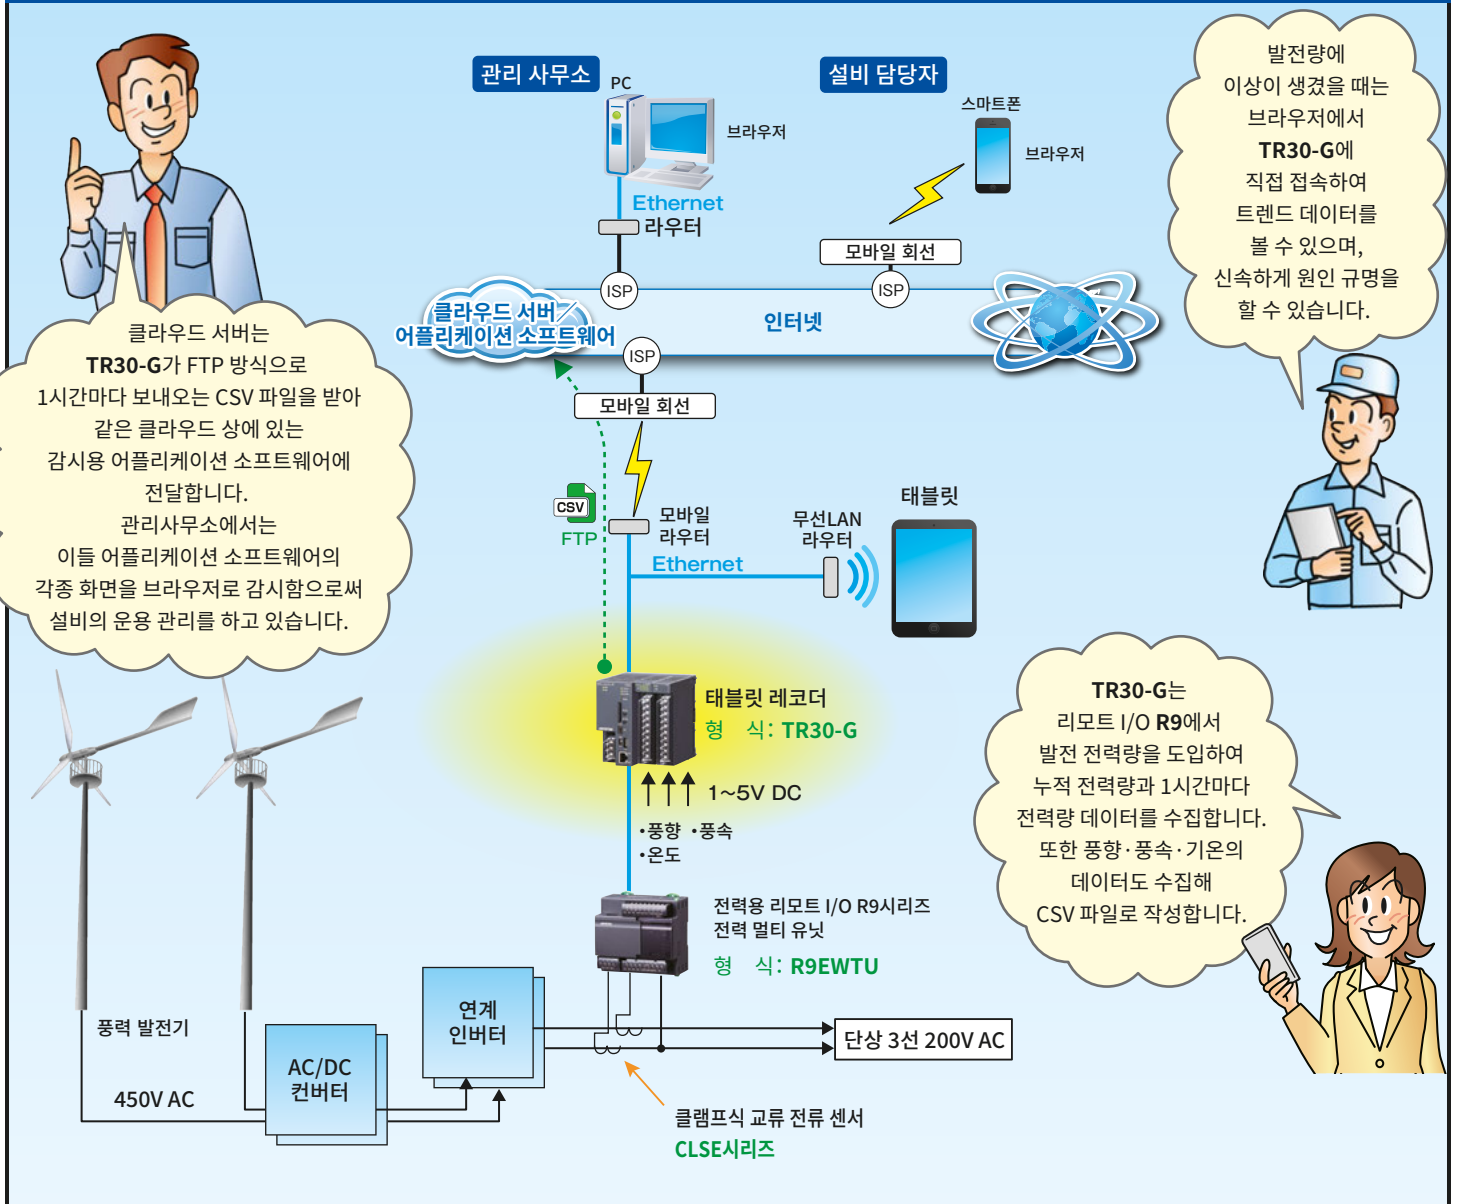 관리 사무소
PC
브라우저
Ethernet
라우터
ISP
설비 담당자
스마트폰
브라우저
모바일 회선
ISP
발전량에
이상이 생겼을 때는
브라우저에서
TR30-G에
직접 접속하여
트렌드 데이터를
볼 수 있으며,
신속하게 원인 규명을
할 수 있습니다.
클라우드 서버/
어플리케이션 소프트웨어
인터넷
ISP
모바일 회선
클라우드 서버는
TR30-G가 FTP 방식으로
1시간마다 보내오는 CSV 파일을 받아
같은 클라우드 상에 있는
감시용 어플리케이션 소프트웨어에
전달합니다.
관리사무소에서는
이들 어플리케이션 소프트웨어의
각종 화면을 브라우저로 감시함으로써
설비의 운용 관리를 하고 있습니다.
CSV
FTP
모바일
라우터
Ethernet
무선LAN
라우터
태블릿
태블릿 레코더
형 식: TR30-G
1~5V DC
•풍향 •풍속
•온도
TR30-G는
리모트 I/O R9에서
발전 전력량을 도입하여
누적 전력량과 1시간마다
전력량 데이터를 수집합니다.
또한 풍향·풍속·기온의
데이터도 수집해
CSV 파일로 작성합니다.
전력용 리모트 I/O R9시리즈
전력 멀티 유닛
형 식: R9EWTU
풍력 발전기
450V AC
AC/DC
컨버터
연계
인버터
단상 3선 200V AC
클램프식 교류 전류 센서
CLSE시리즈